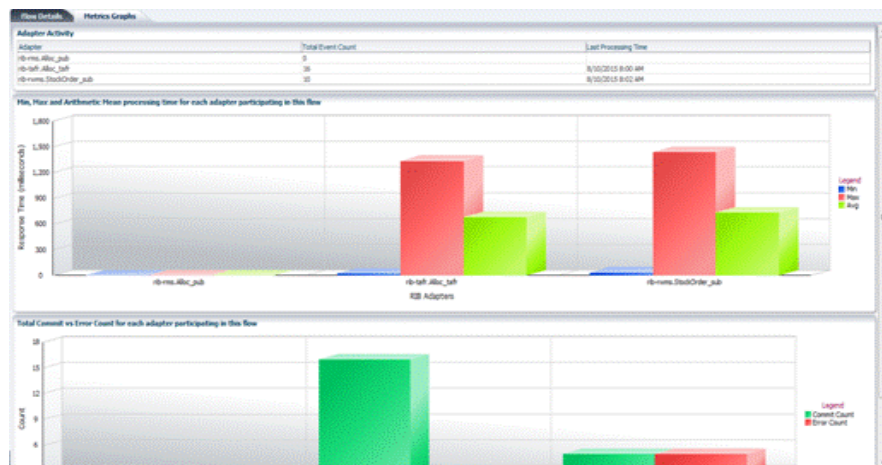 Flow Details Metrics Graphs
Adapter Activity
Adapter Total Event Count Last Processing Time
rib-rms.Alloc_pub 0
rib-tafr.Alloc_tafr 16 8/10/2015 8:00 AM
rib-rwms.StockOrder_sub 10 8/10/2015 8:02 AM
Min, Max and Arithmetic Mean processing time for each adapter participating in this flow
1,800
1,500
1,200
900
600
300
0
Response Time (milliseconds)
Legend
Min
Max
Avg
rib-rms.Alloc_pub rib-tafr.Alloc_tafr rib-rwms.StockOrder_sub
RIB Adapters
Total Commit vs Error Count for each adapter participating in this flow
18
15
12
9
6
Count
Legend
Commit Count
Error Count